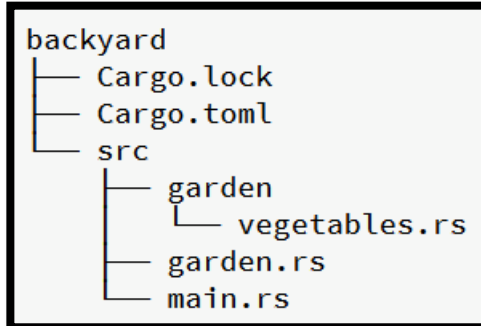 backyard
├── Cargo.lock
├── Cargo.toml
└── src
    ├── garden
    │   └── vegetables.rs
    ├── garden.rs
    └── main.rs